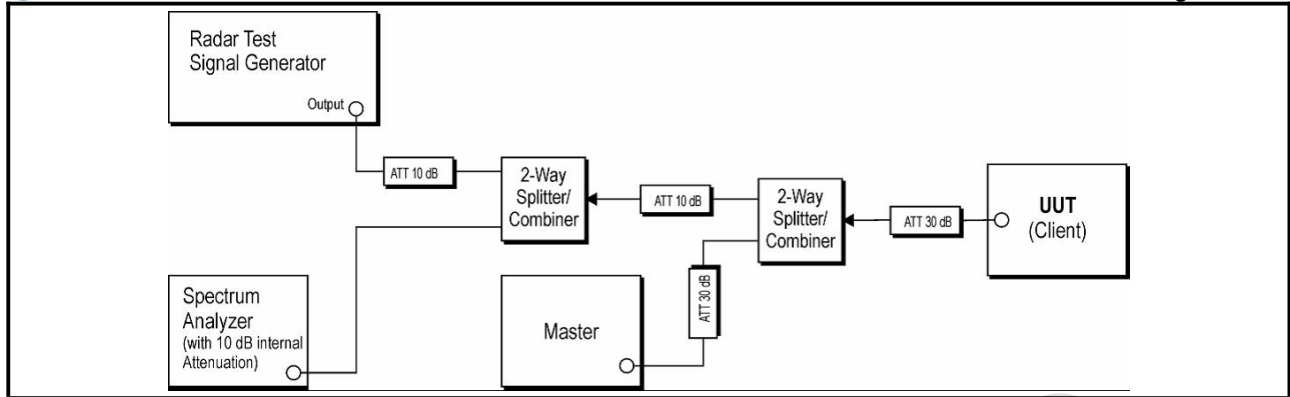 Radar Test
Signal Generator
Output
ATT 10 dB
2-Way
Splitter/
Combiner
ATT 10 dB
2-Way
Splitter/
Combiner
ATT 30 dB
UUT
(Client)
ATT 30 dB
Spectrum
Analyzer
(with 10 dB internal
Attenuation)
Master